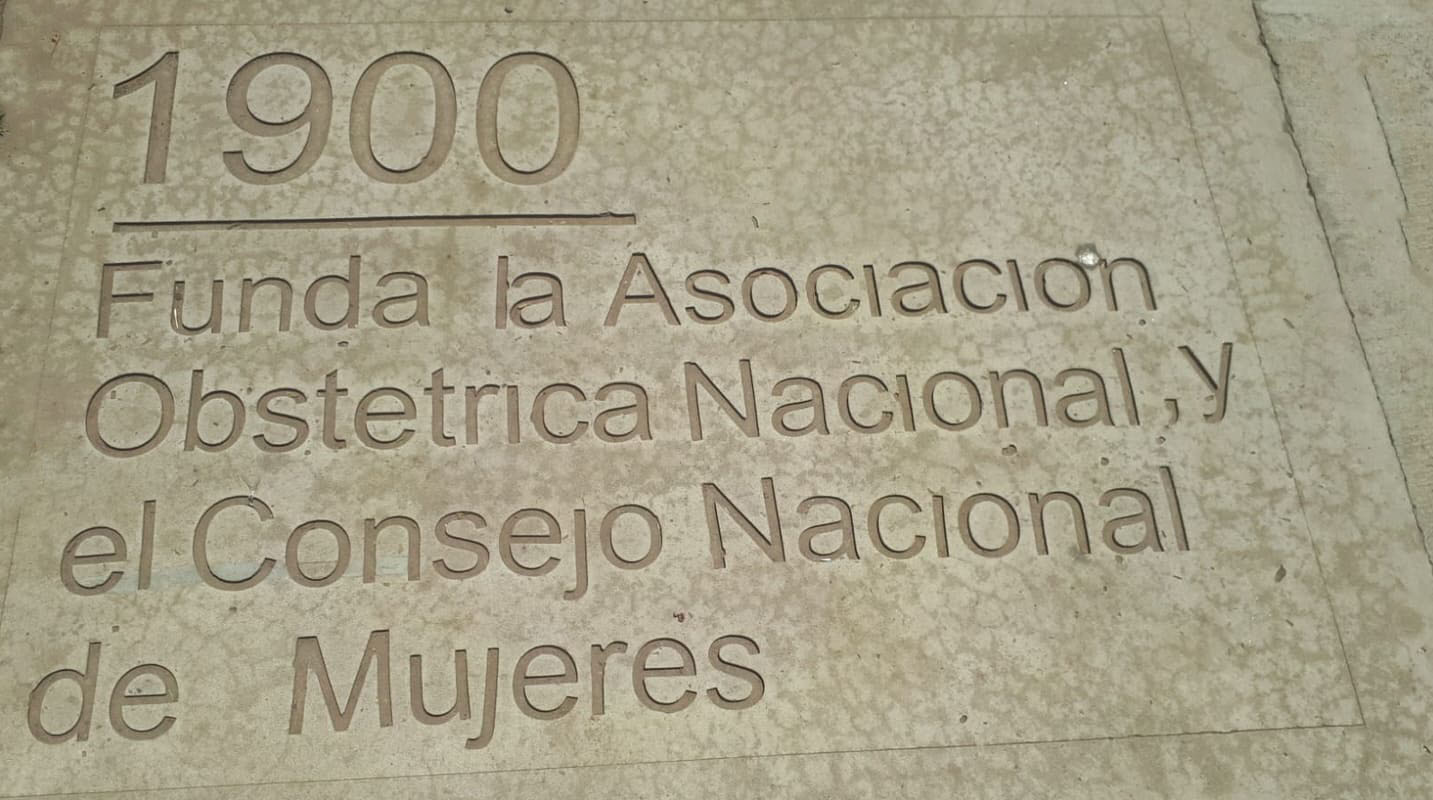 1900
Funda la Asociacion
Obstetrica Nacional, y
el Consejo Nacional
de Mujeres